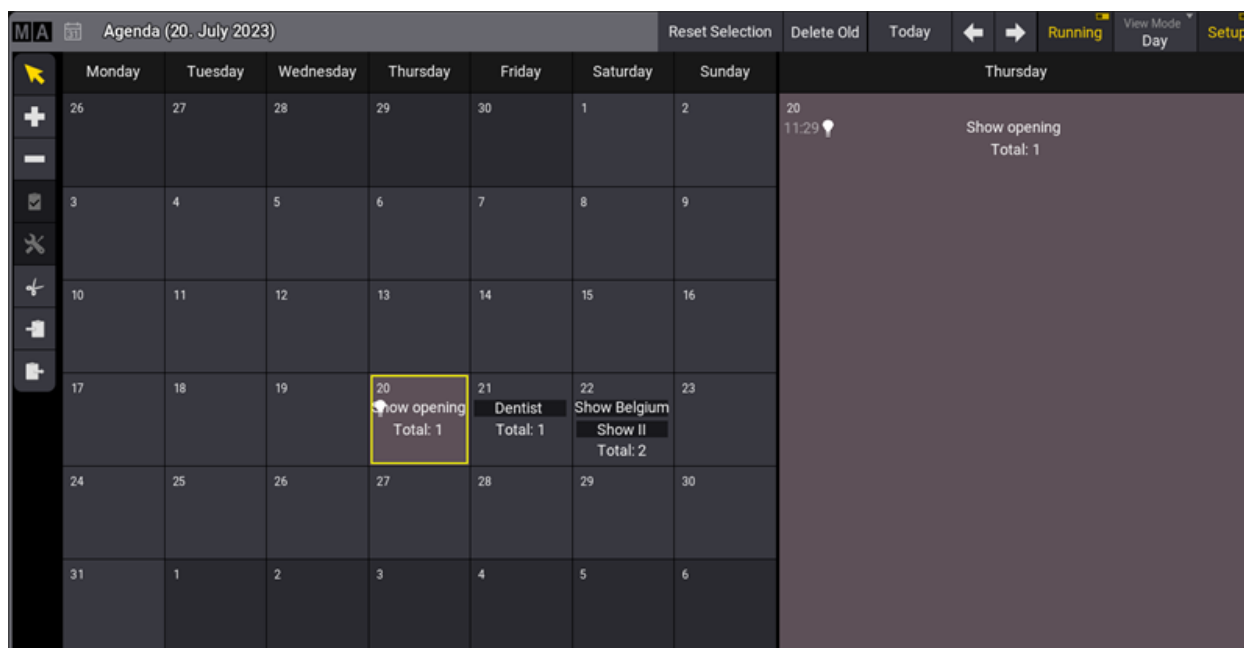 MA 31 Agenda (20. July 2023) Reset Selection Delete Old Today Running View Mode Day Setup
Monday Tuesday Wednesday Thursday Friday Saturday Sunday
26 27 28 29 30 1 2
3 4 5 6 7 8 9
10 11 12 13 14 15 16
17 18 19 20 21 22 23
Show opening Dentist Show Belgium
Total: 1 Total: 1 Show II
Total: 2
24 25 26 27 28 29 30
31 1 2 3 4 5 6
Thursday
20
11:29 Show opening
Total: 1